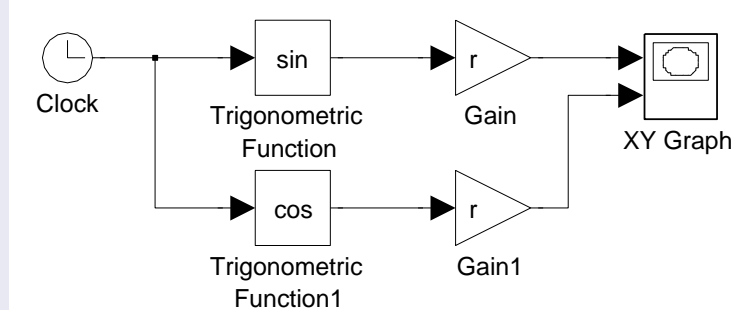 sin
r
Clock
Trigonometric
Function
Gain
XY Graph
cos
r
Trigonometric
Function1
Gain1